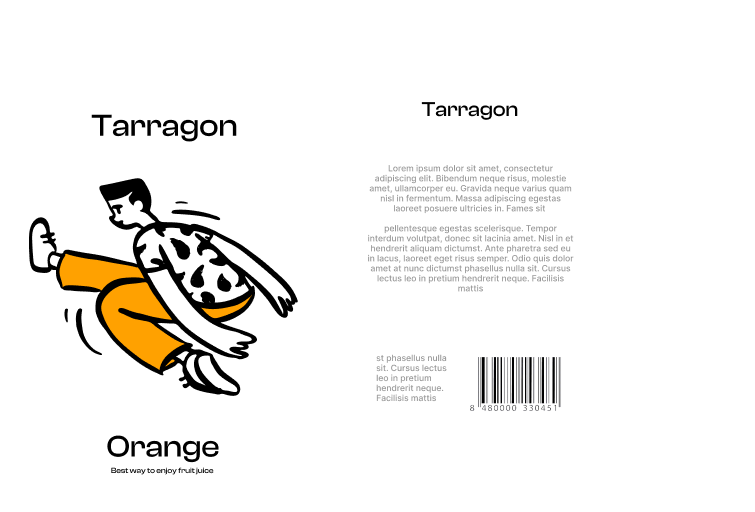 Tarragon
Orange
Best way to enjoy fruit juice
Tarragon
Lorem ipsum dolor sit amet, consectetur
adipiscing elit. Bibendum neque risus, molestie
amet, ullamcorper eu. Gravida neque varius quam
nisl in fermentum. Massa adipiscing egestas
laoreet posuere ultricies in. Fames sit
pellentesque egestas scelerisque. Tempor
interdum volutpat, donec sit lacinia amet. Nisl in et
hendrerit aliquam dictumst. Ante pharetra sed eu
in lacus, laoreet eget risus semper. Odio quis dolor
amet at nunc dictumst phasellus nulla sit. Cursus
lectus leo in pretium hendrerit neque. Facilisis
mattis
st phasellus nulla
sit. Cursus lectus
leo in pretium
hendrerit neque.
Facilisis mattis
8 480000 330451